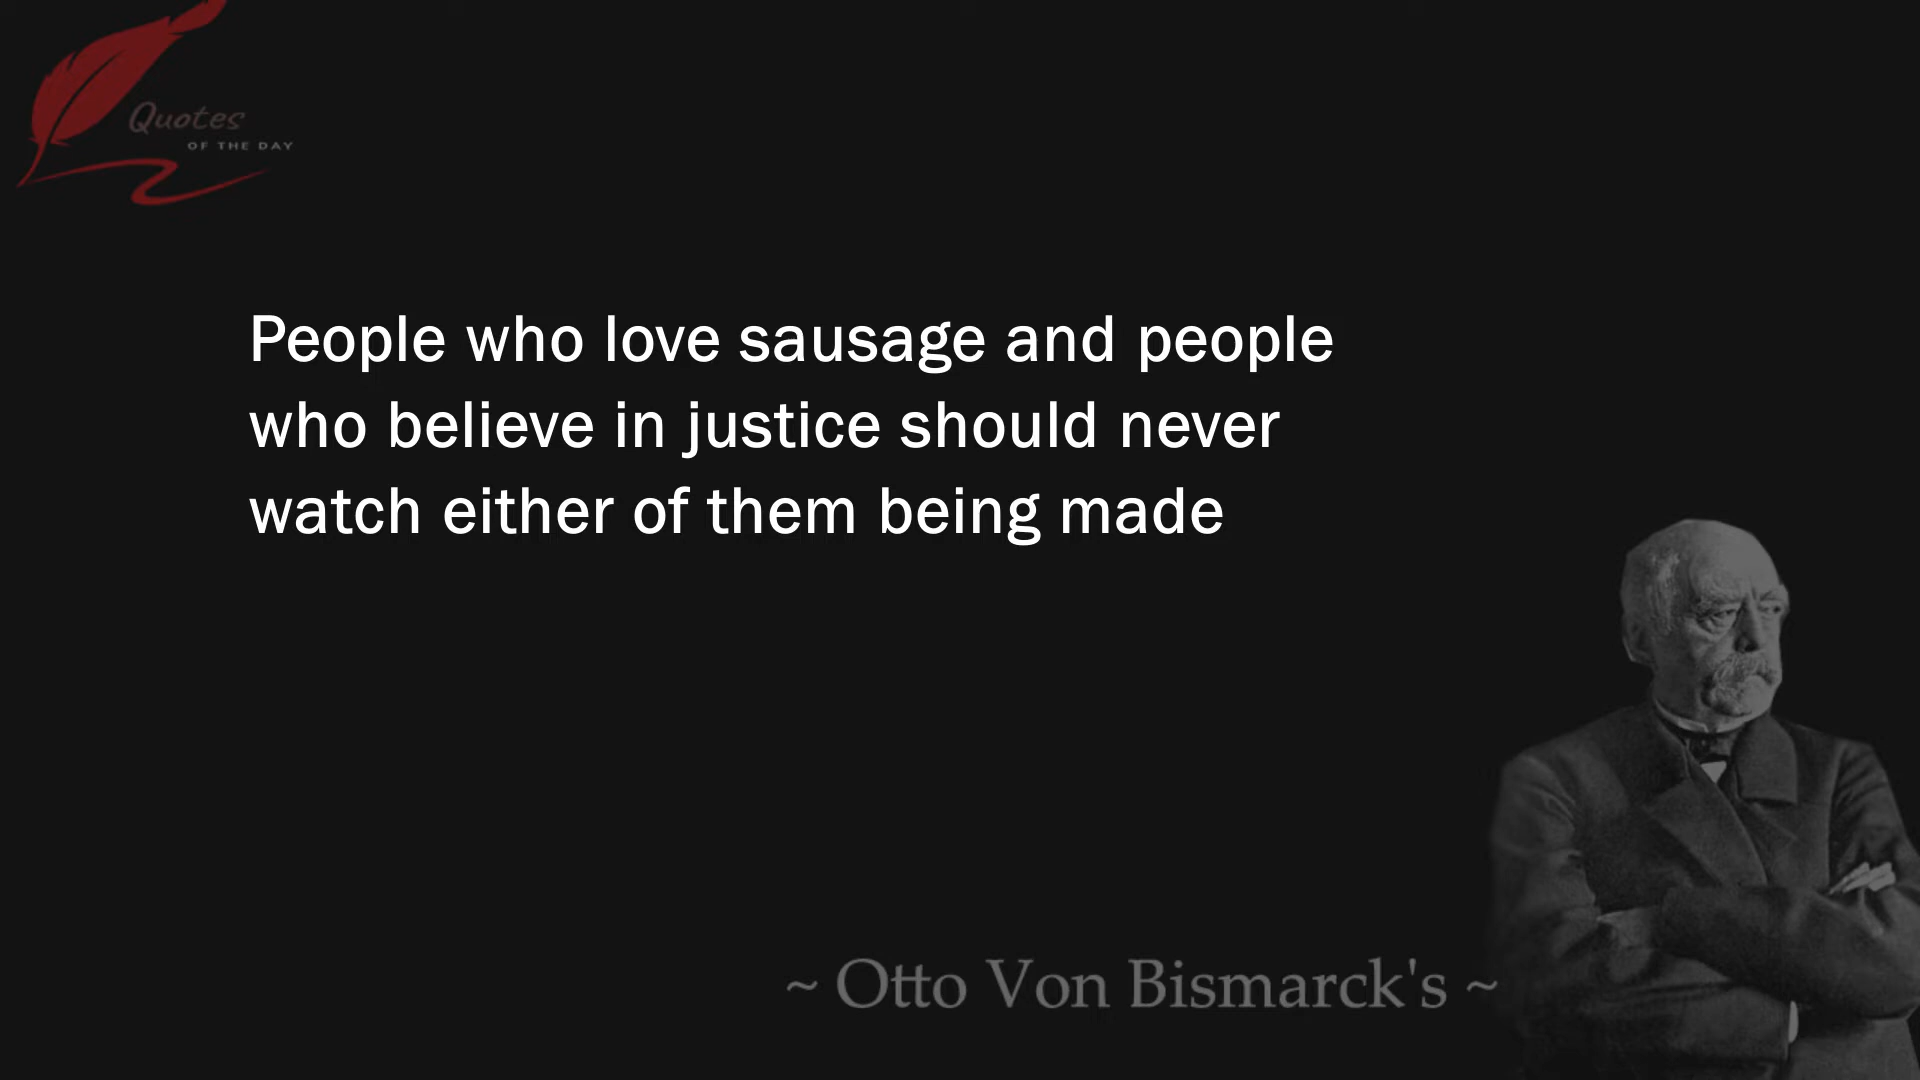 Quotes
OF THE DAY
People who love sausage and people
who believe in justice should never
watch either of them being made
~ Otto Von Bismarck's ~